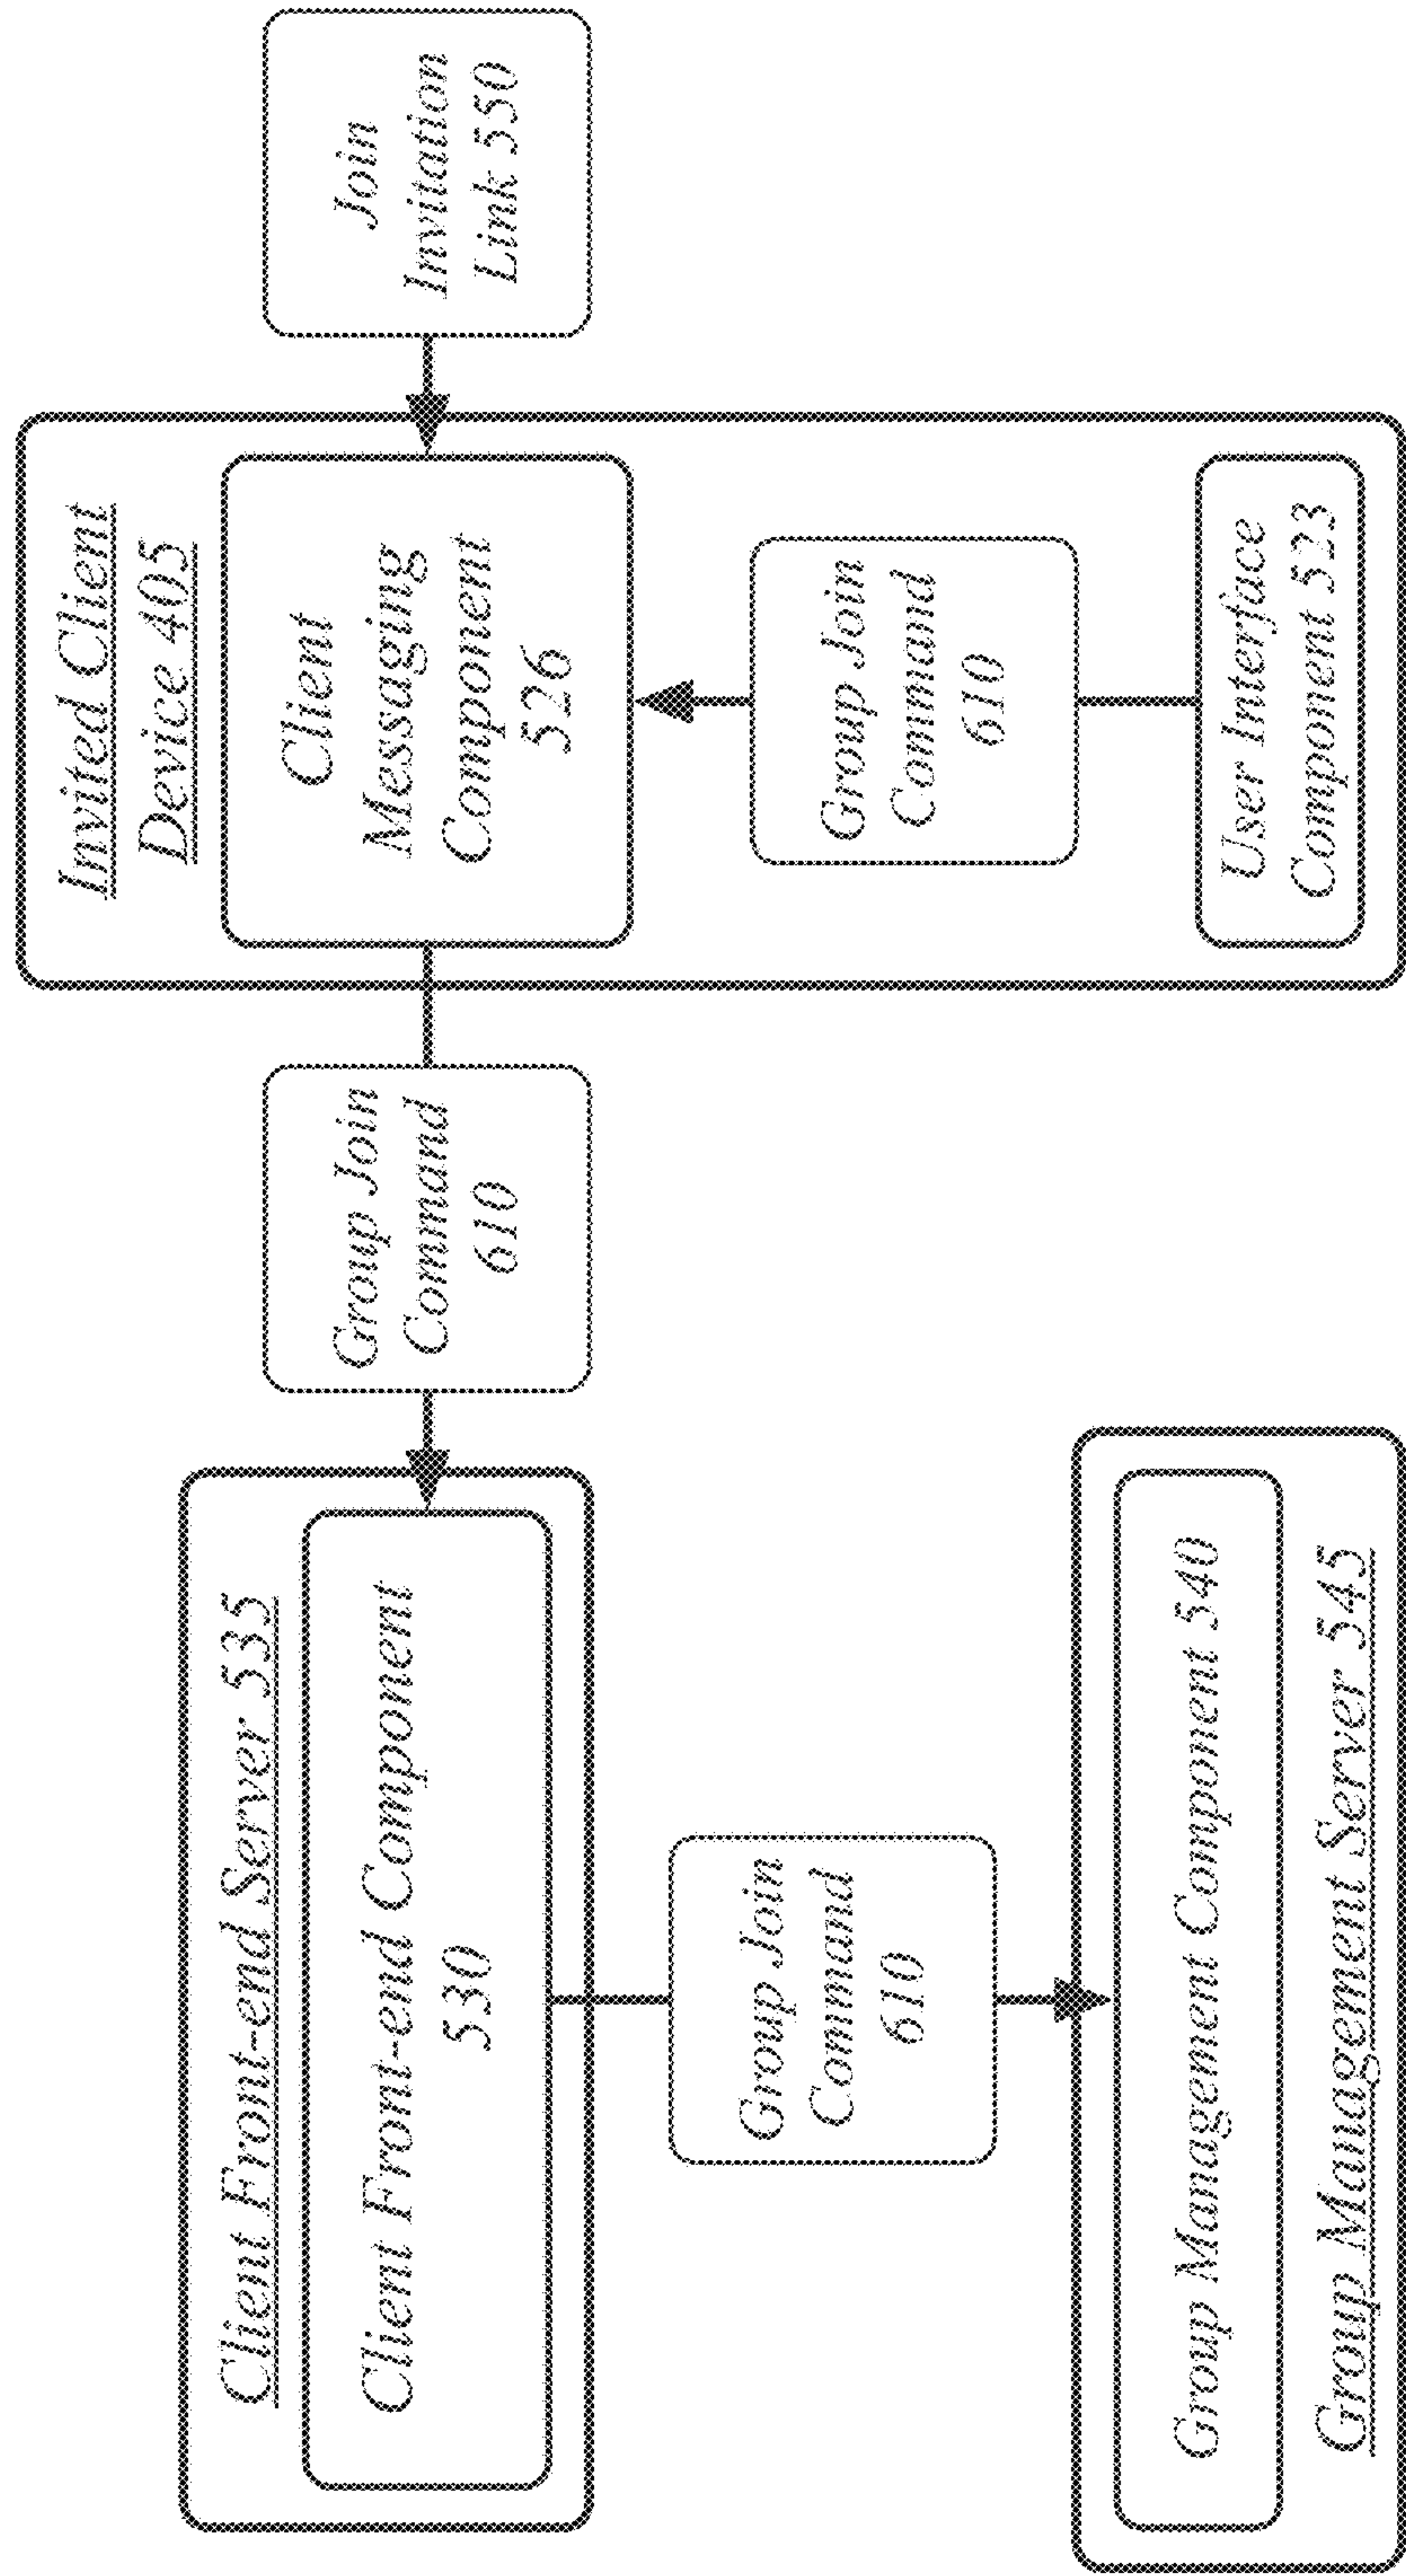 Client Front-end Server 535
Client Front-end Component
530
Group Join
Command
610
Invited Client
Device 405
Client
Messaging
Component
526
Join
Invitation
Link 550
Group Join
Command
610
Group Join
Command
610
User Interface
Component 523
Group Management Component 540
Group Management Server 545